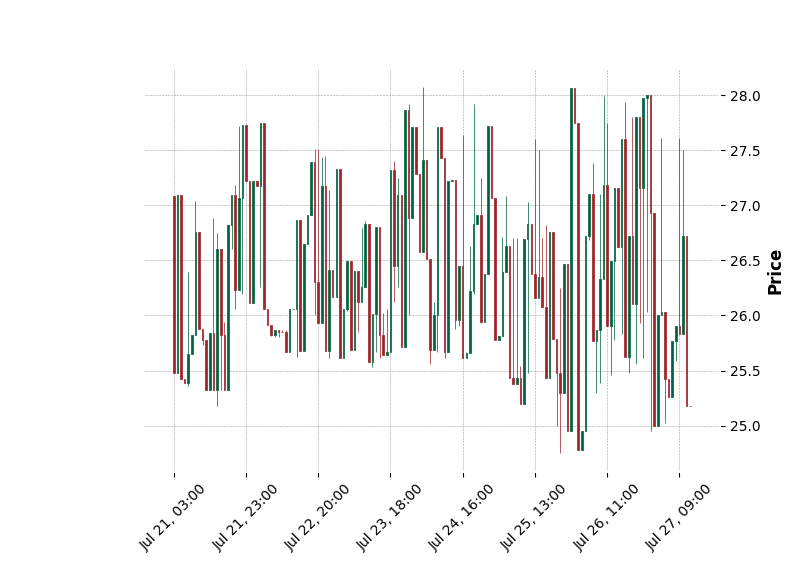 28.0
27.5
27.0
26.5
26.0
25.5
25.0
Price
Jul 21, 03:00
Jul 21, 23:00
Jul 22, 20:00
Jul 23, 18:00
Jul 24, 16:00
Jul 25, 13:00
Jul 26, 11:00
Jul 27, 09:00